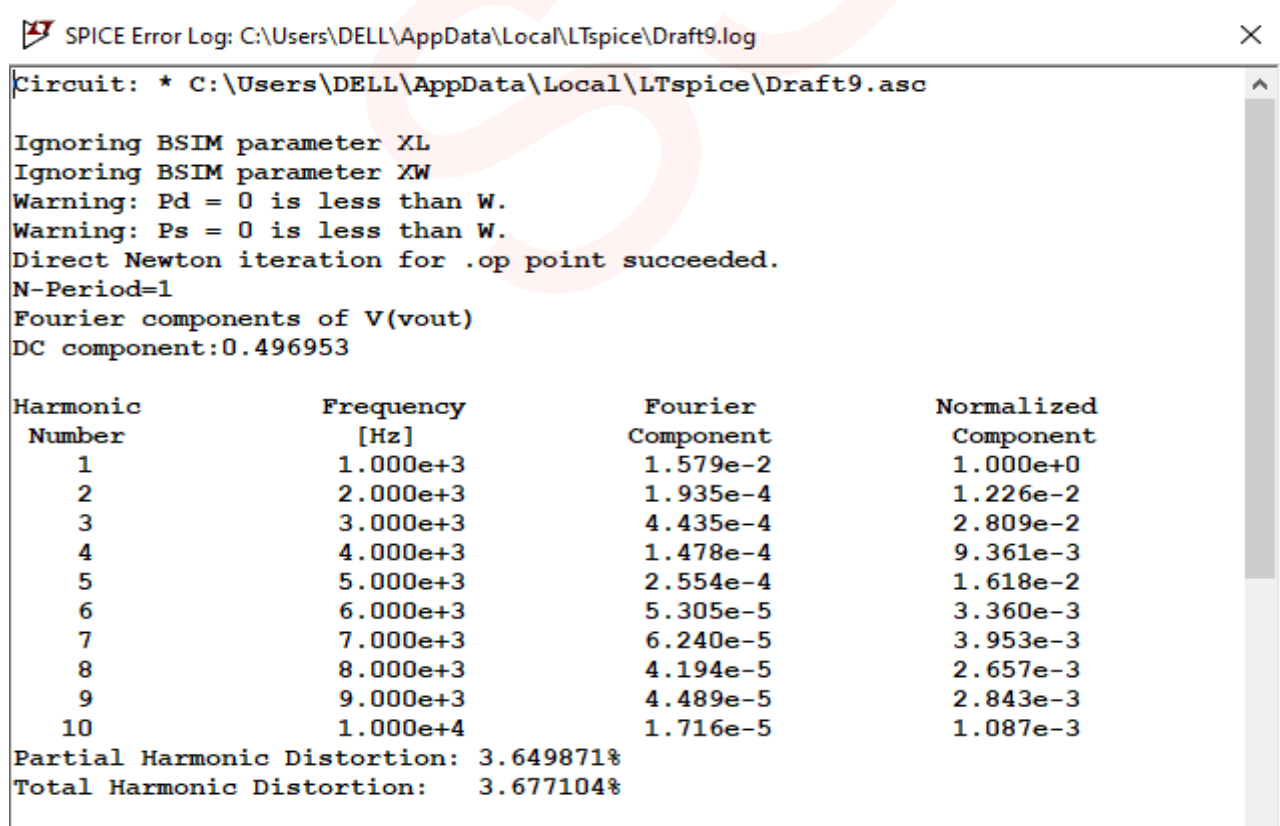 SPICE Error Log: C:\Users\DELL\AppData\Local\LTspice\Draft9.log
Circuit: * C:\Users\DELL\AppData\Local\LTspice\Draft9.asc
Ignoring BSIM parameter XL
Ignoring BSIM parameter XW
Warning: Pd = 0 is less than W.
Warning: Ps = 0 is less than W.
Direct Newton iteration for .op point succeeded.
N-Period=1
Fourier components of V(vout)
DC component:0.496953
Harmonic Frequency Fourier Normalized
Number [Hz] Component Component
1 1.000e+3 1.579e-2 1.000e+0
2 2.000e+3 1.935e-4 1.226e-2
3 3.000e+3 4.435e-4 2.809e-2
4 4.000e+3 1.478e-4 9.361e-3
5 5.000e+3 2.554e-4 1.618e-2
6 6.000e+3 5.305e-5 3.360e-3
7 7.000e+3 6.240e-5 3.953e-3
8 8.000e+3 4.194e-5 2.657e-3
9 9.000e+3 4.489e-5 2.843e-3
10 1.000e+4 1.716e-5 1.087e-3
Partial Harmonic Distortion: 3.649871%
Total Harmonic Distortion: 3.677104%